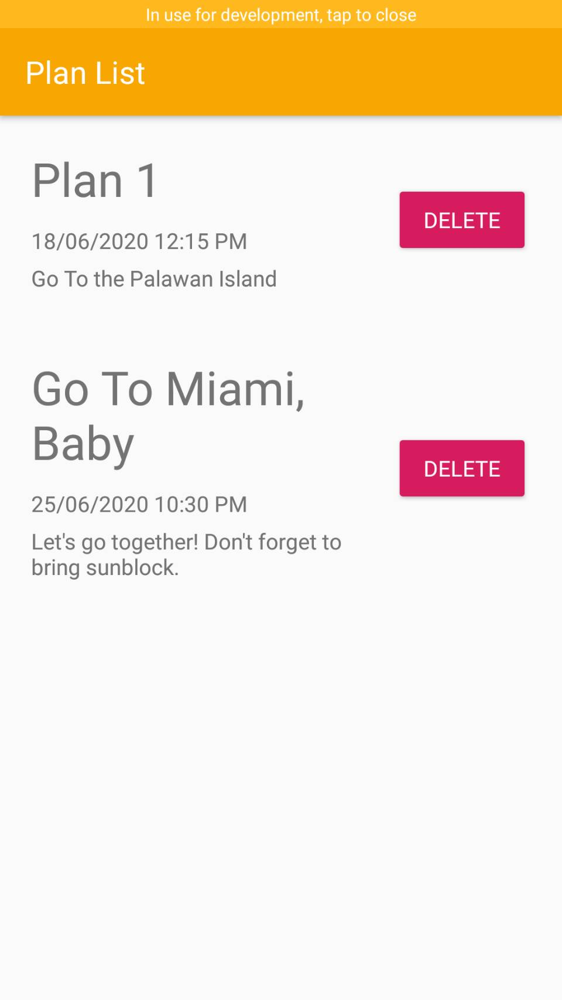 In use for development, tap to close
Plan List
Plan 1
DELETE
18/06/2020 12:15 PM
Go To the Palawan Island
Go To Miami,
Baby
DELETE
25/06/2020 10:30 PM
Let's go together! Don't forget to
bring sunblock.